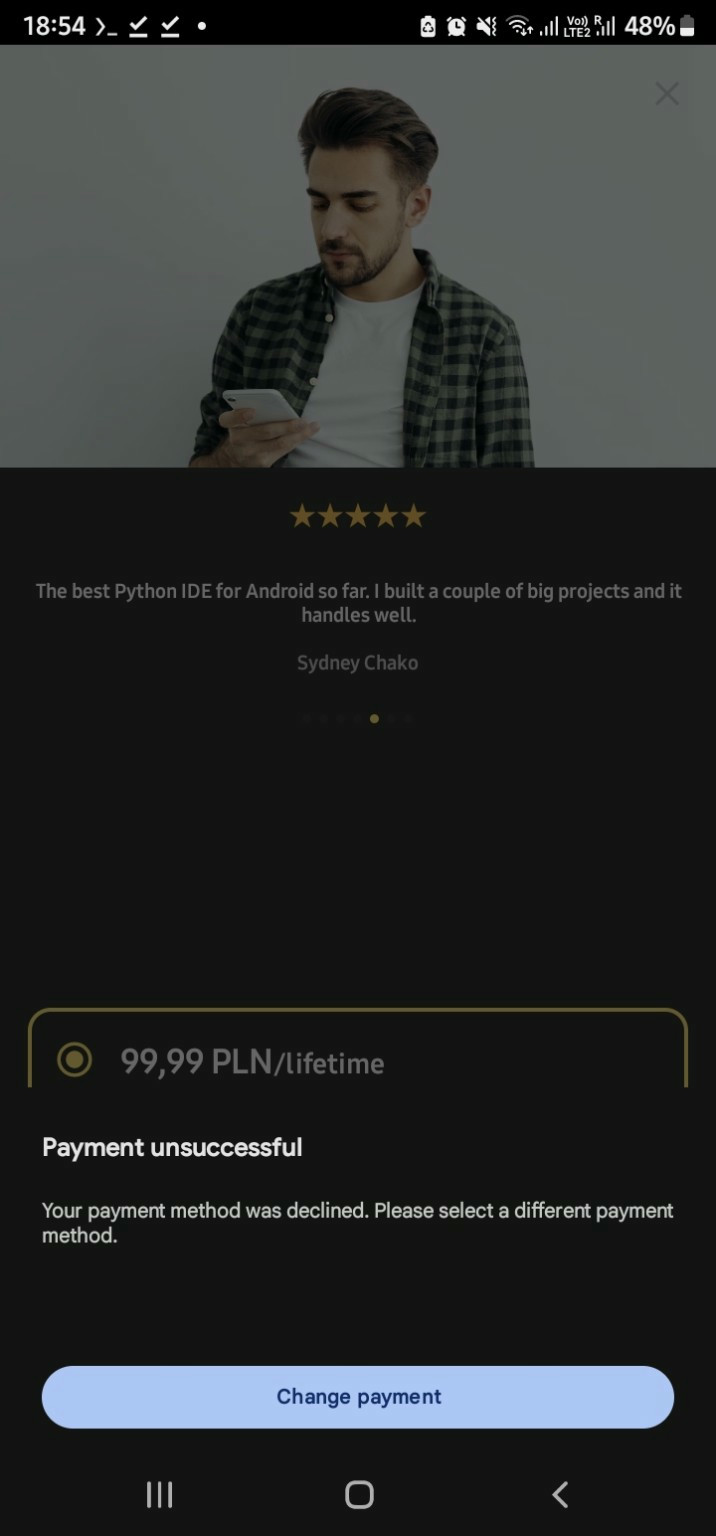 18:54
Vo))
LTE2
R
48%
The best Python IDE for Android so far. I built a couple of big projects and it
handles well.
Sydney Chako
99,99 PLN/lifetime
Payment unsuccessful
Your payment method was declined. Please select a different payment
method.
Change payment